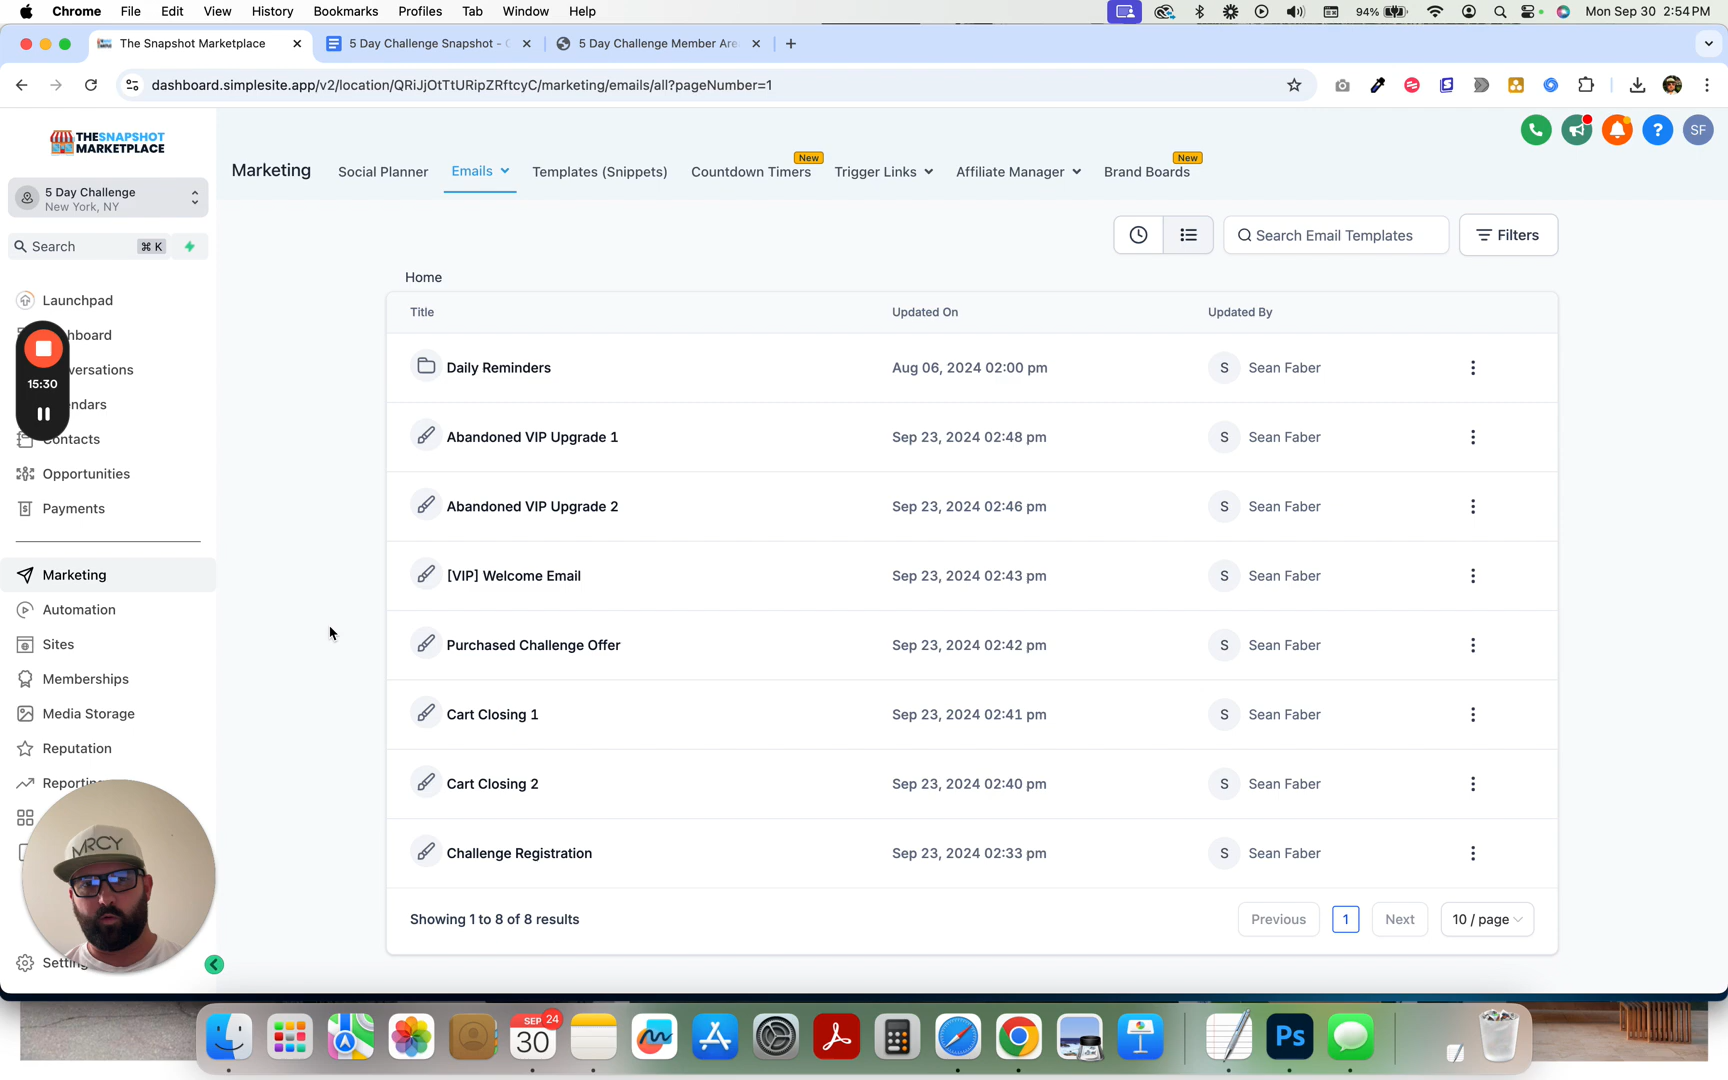 Chrome File Edit View History Bookmarks Profiles Tab Window Help 94% Mon Sep 30 2:54 PM
The Snapshot Marketplace 5 Day Challenge Snapshot - 5 Day Challenge Member Are
dashboard.simplesite.app/v2/location/QRiJjOtTtURipZRftcyC/marketing/emails/all?pageNumber=1
THESNAPSHOT
MARKETPLACE
SF
Marketing Social Planner Emails Templates (Snippets) Countdown Timers New Trigger Links Affiliate Manager Brand Boards New
5 Day Challenge
New York, NY
Search ⌘ K
Search Email Templates Filters
Launchpad
hboard
versations
endars
Contacts
Opportunities
Payments
15:30
Marketing
Automation
Sites
Memberships
Media Storage
Reputation
Reporting
Settings
MRCY
Home
Title Updated On Updated By
Daily Reminders Aug 06, 2024 02:00 pm S Sean Faber
Abandoned VIP Upgrade 1 Sep 23, 2024 02:48 pm S Sean Faber
Abandoned VIP Upgrade 2 Sep 23, 2024 02:46 pm S Sean Faber
[VIP] Welcome Email Sep 23, 2024 02:43 pm S Sean Faber
Purchased Challenge Offer Sep 23, 2024 02:42 pm S Sean Faber
Cart Closing 1 Sep 23, 2024 02:41 pm S Sean Faber
Cart Closing 2 Sep 23, 2024 02:40 pm S Sean Faber
Challenge Registration Sep 23, 2024 02:33 pm S Sean Faber
Showing 1 to 8 of 8 results Previous 1 Next 10 / page
SEP 24
30
Ps